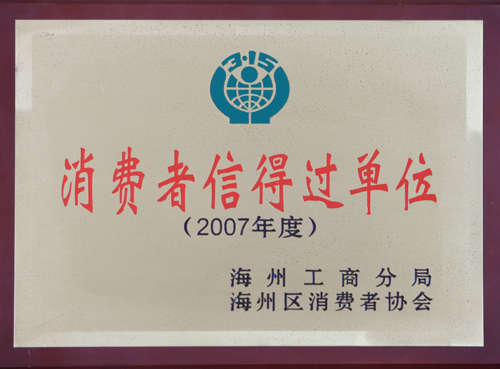 3·15
消费者信得过单位
(2007年度)
海州工商分局
海州区消费者协会